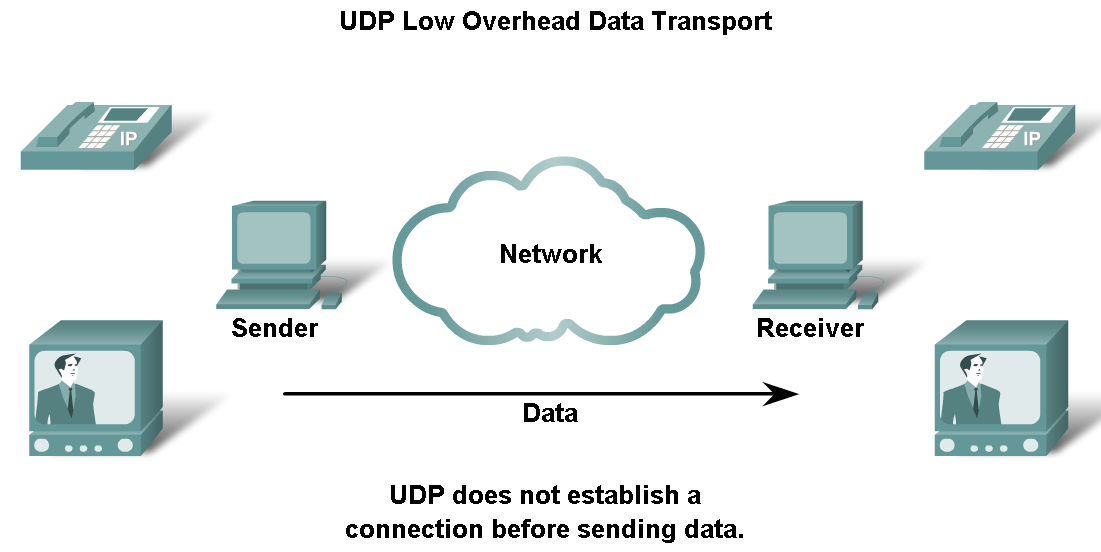 UDP Low Overhead Data Transport
IP
IP
Network
Sender
Receiver
Data
UDP does not establish a
connection before sending data.